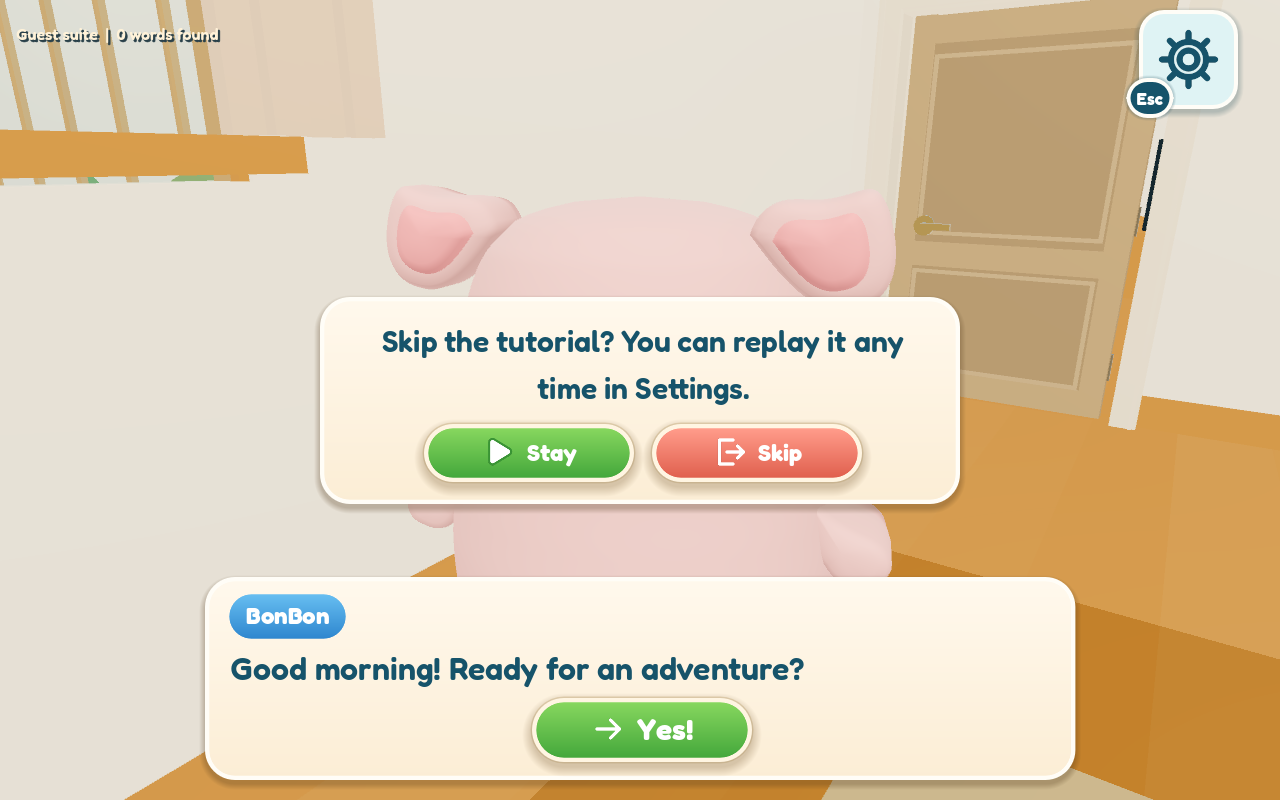 Guest suite | 0 words found
Esc
Skip the tutorial? You can replay it any
time in Settings.
Stay
Skip
BonBon
Good morning! Ready for an adventure?
Yes!